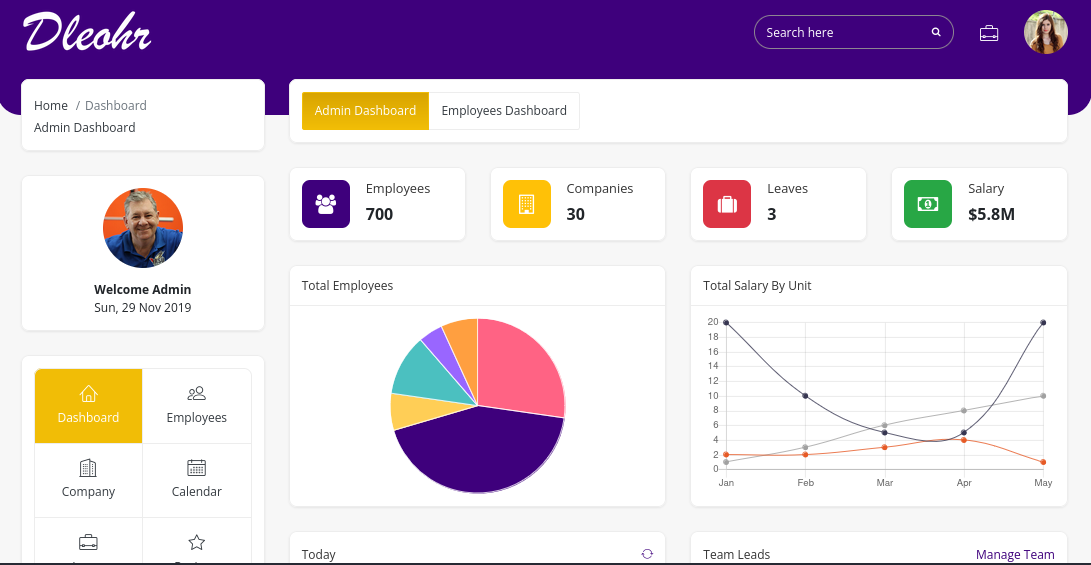 Dleohr
Search here
Home / Dashboard
Admin Dashboard
Admin Dashboard
Employees Dashboard
Welcome Admin
Sun, 29 Nov 2019
Dashboard
Employees
Company
Calendar
Employees
700
Companies
30
Leaves
3
Salary
$5.8M
Total Employees
Total Salary By Unit
20
18
16
14
12
10
8
6
4
2
0
Jan Feb Mar Apr May
Today
Team Leads
Manage Team